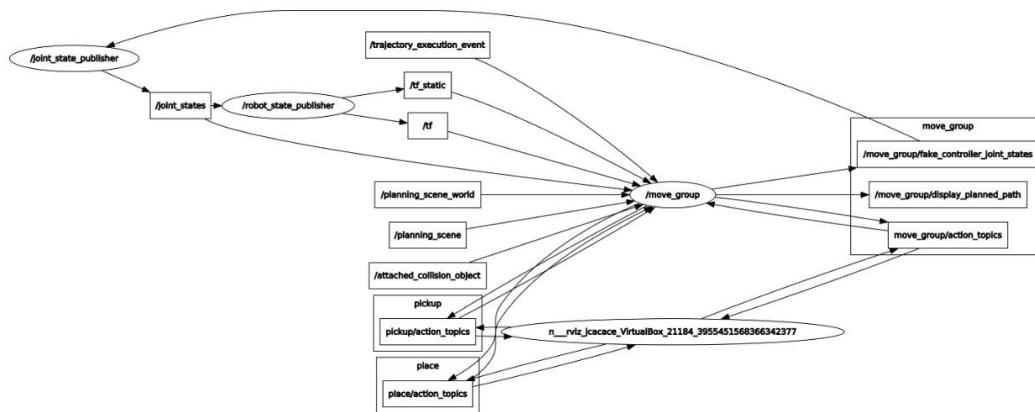 /joint_state_publisher
/joint_states
/robot_state_publisher
/trajectory_execution_event
/tf_static
/tf
/planning_scene_world
/planning_scene
/attached_collision_object
pickup
pickup/action_topics
place
place/action_topics
/move_group
n__rviz_jcacace_VirtualBox_21184_3955451568366342377
move_group
/move_group/fake_controller_joint_states
/move_group/display_planned_path
move_group/action_topics